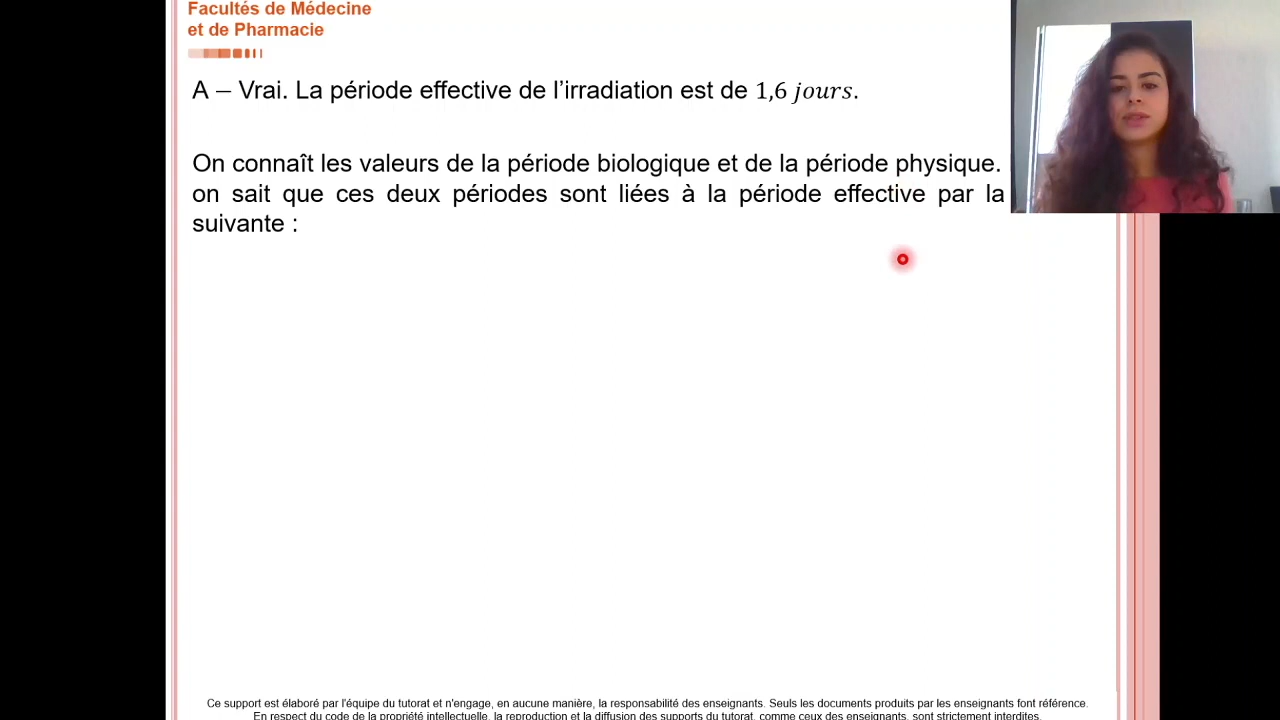 Facultés de Médecine
et de Pharmacie
A – Vrai. La période effective de l'irradiation est de 1,6 jours.
On connaît les valeurs de la période biologique et de la période physique.
on sait que ces deux périodes sont liées à la période effective par la
suivante :
Ce support est élaboré par l'équipe du tutorat et n'engage, en aucune manière, la responsabilité des enseignants. Seuls les documents produits par les enseignants font référence.
En respect du code de la propriété intellectuelle, la reproduction et la diffusion des supports du tutorat, comme ceux des enseignants, sont strictement interdites.